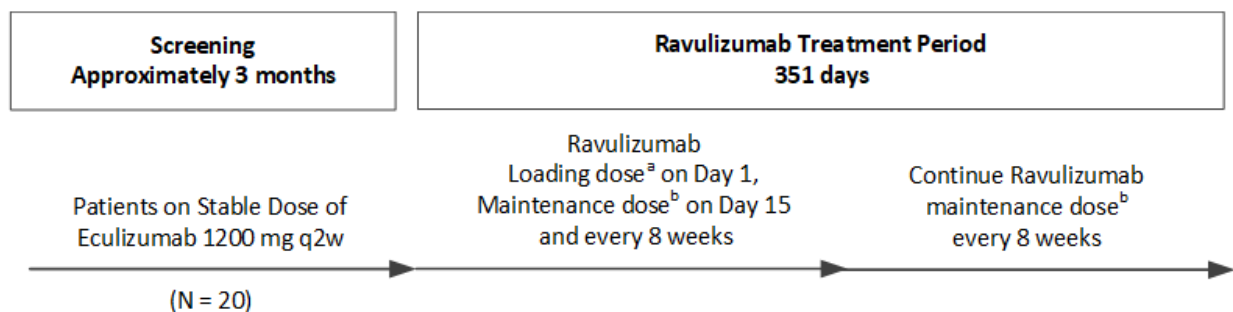 Screening
Approximately 3 months
Ravulizumab Treatment Period
351 days
Patients on Stable Dose of
Eculizumab 1200 mg q2w
(N = 20)
Ravulizumab
Loading doseᵃ on Day 1,
Maintenance doseᵇ on Day 15
and every 8 weeks
Continue Ravulizumab
maintenance doseᵇ
every 8 weeks